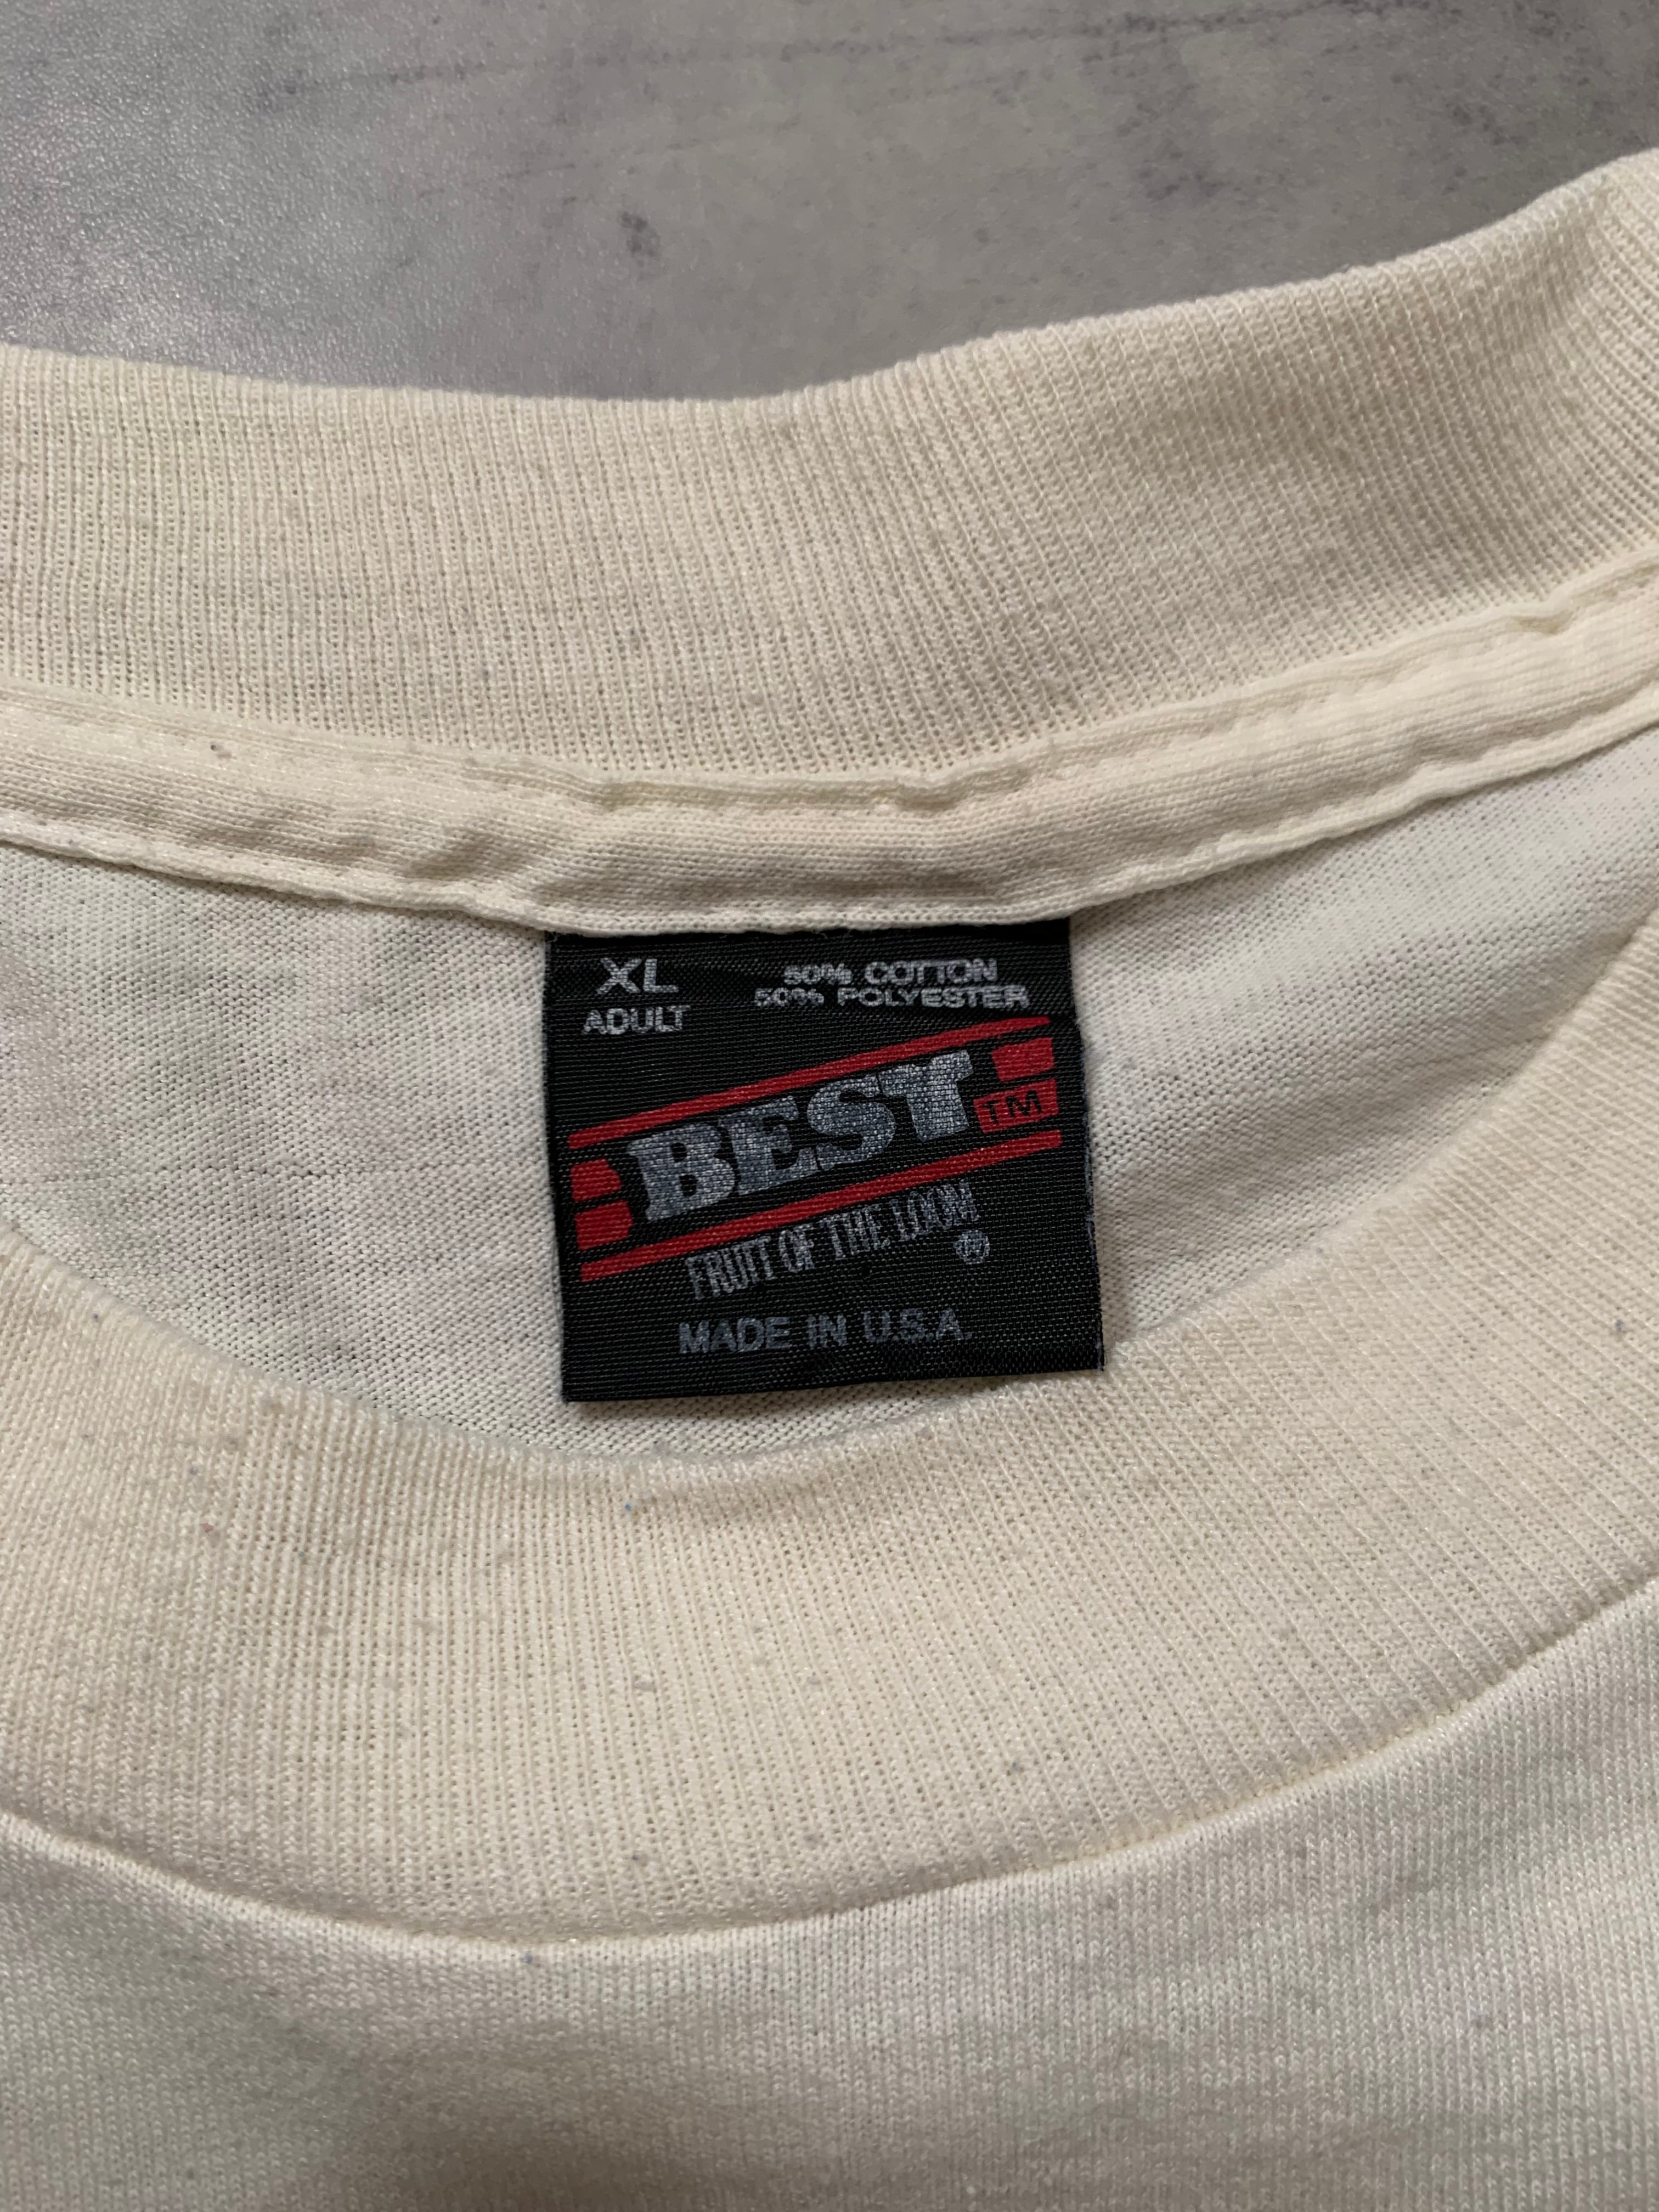 XL
ADULT
50% COTTON
50% POLYESTER
BEST TM
FRUIT OF THE LOOM
®
MADE IN U.S.A.